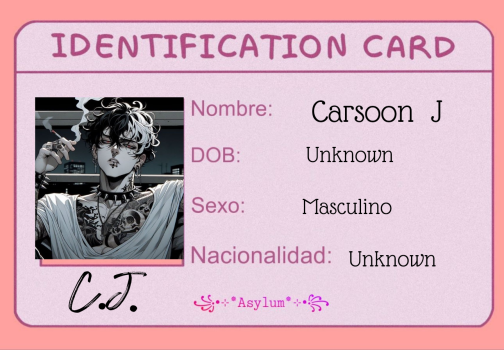 IDENTIFICATION CARD
Nombre: Carsoon J
DOB: Unknown
Sexo: Masculino
Nacionalidad: Unknown
C.J.
꧁•⊹٭Asylum٭⊹•꧂